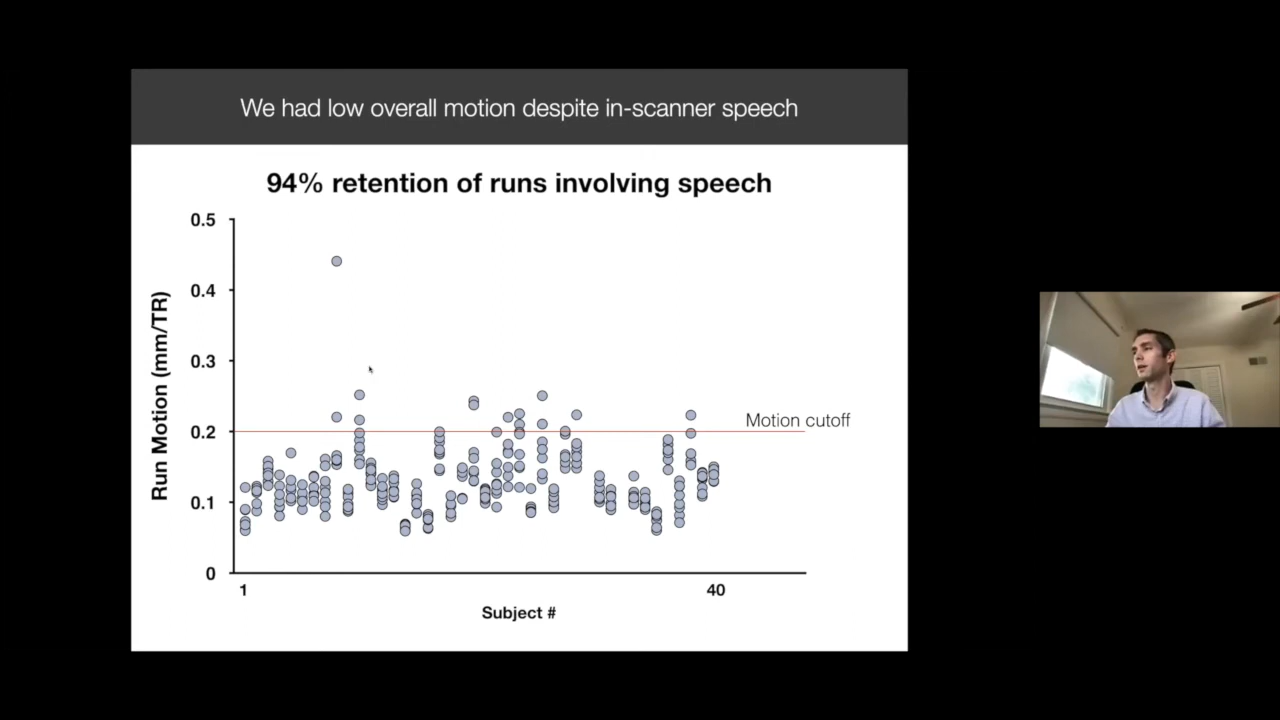 We had low overall motion despite in-scanner speech
94% retention of runs involving speech
0.5
0.4
0.3
0.2
0.1
0
Run Motion (mm/TR)
Motion cutoff
1
40
Subject #